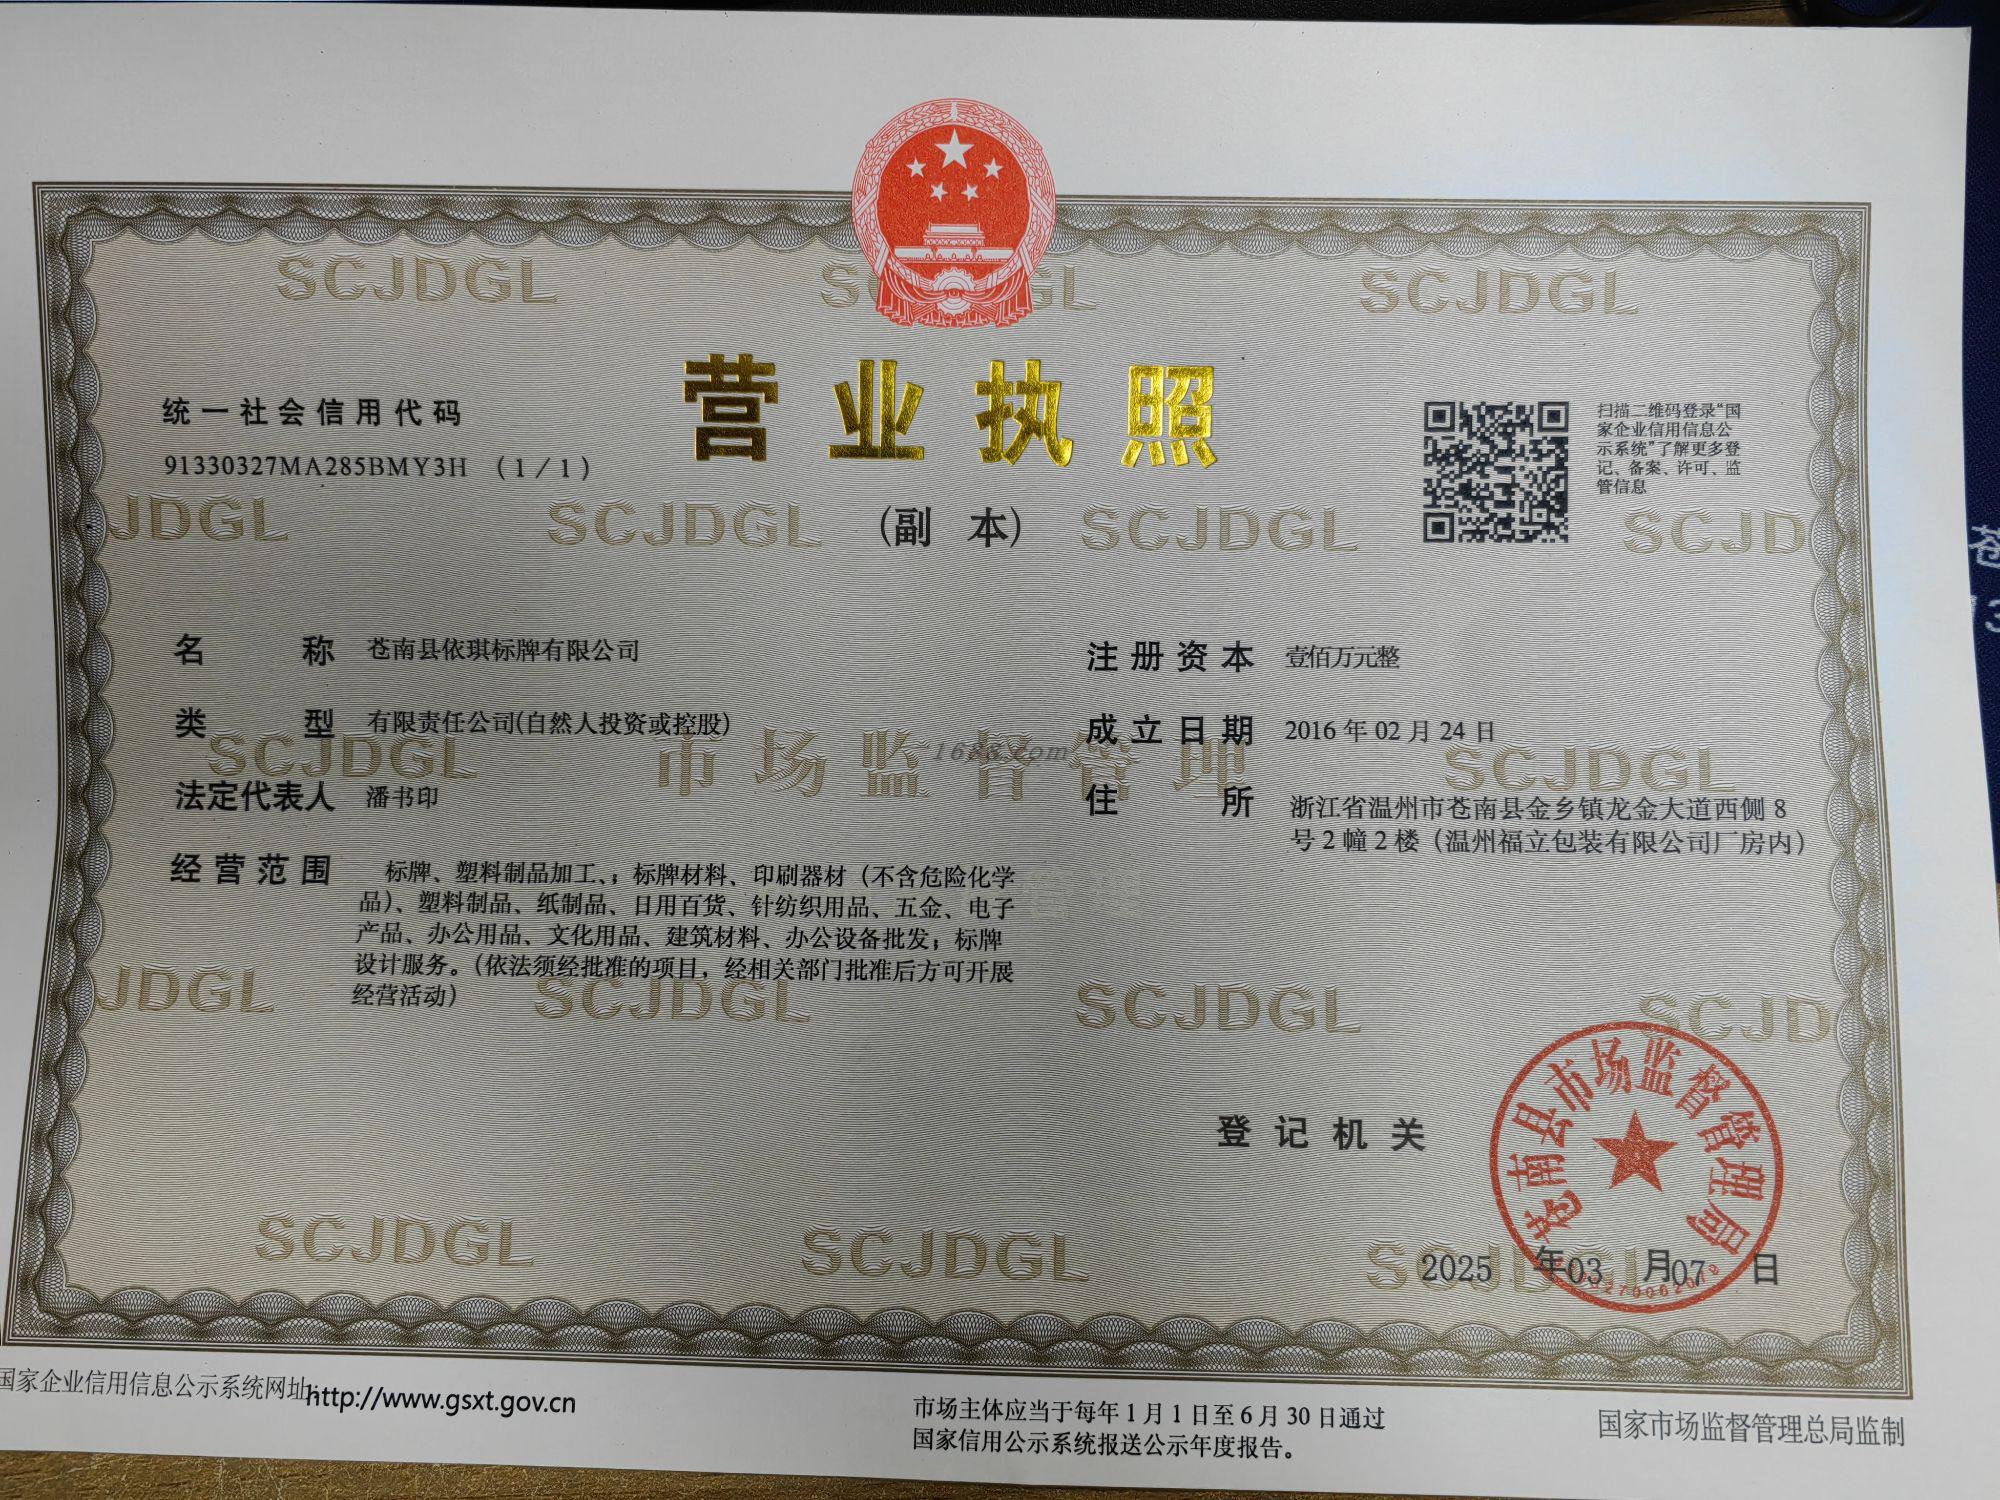 营业执照
(副 本)
统一社会信用代码
91330327MA285BMY3H （1/1）
扫描二维码登录“国
家企业信用信息公
示系统”了解更多登
记、备案、许可、监
管信息
名称 苍南县依琪标牌有限公司
类型 有限责任公司(自然人投资或控股)
法定代表人 潘书印
经营范围 标牌、塑料制品加工、；标牌材料、印刷器材（不含危险化学
品）、塑料制品、纸制品、日用百货、针纺织用品、五金、电子
产品、办公用品、文化用品、建筑材料、办公设备批发；标牌
设计服务。（依法须经批准的项目，经相关部门批准后方可开展
经营活动）
注册资本 壹佰万元整
成立日期 2016年02月24日
住所 浙江省温州市苍南县金乡镇龙金大道西侧8
号2幢2楼（温州福立包装有限公司厂房内）
1688.com
市场监督管理
SCJDGL
登记机关
苍南县市场监督管理局
2025年03月07日
国家企业信用信息公示系统网址:http://www.gsxt.gov.cn
市场主体应当于每年1月1日至6月30日通过
国家信用公示系统报送公示年度报告。
国家市场监督管理总局监制